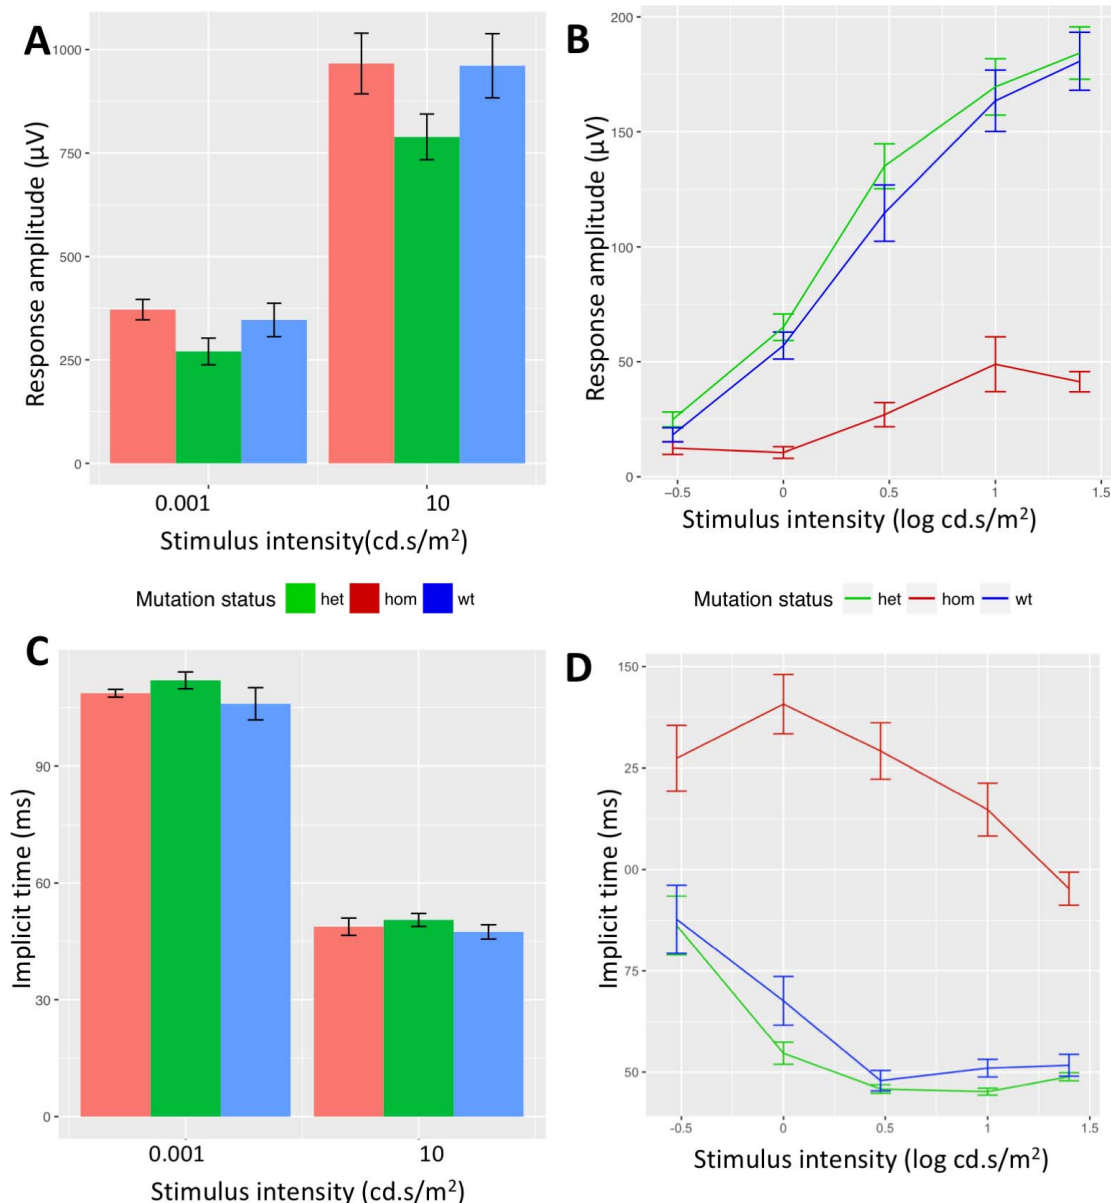 A
1000
750
500
250
0
Response amplitude (µV)
0.001 10
Stimulus intensity(cd.s/m²)
B
200
150
100
50
0
Response amplitude (µV)
-0.5 0 0.5 1 1.5
Stimulus intensity (log cd.s/m²)
Mutation status het hom wt
Mutation status het hom wt
C
90
60
30
0
Implicit time (ms)
0.001 10
Stimulus intensity (cd.s/m²)
D
150
25
00
75
50
Implicit time (ms)
-0.5 0 0.5 1 1.5
Stimulus intensity (log cd.s/m²)